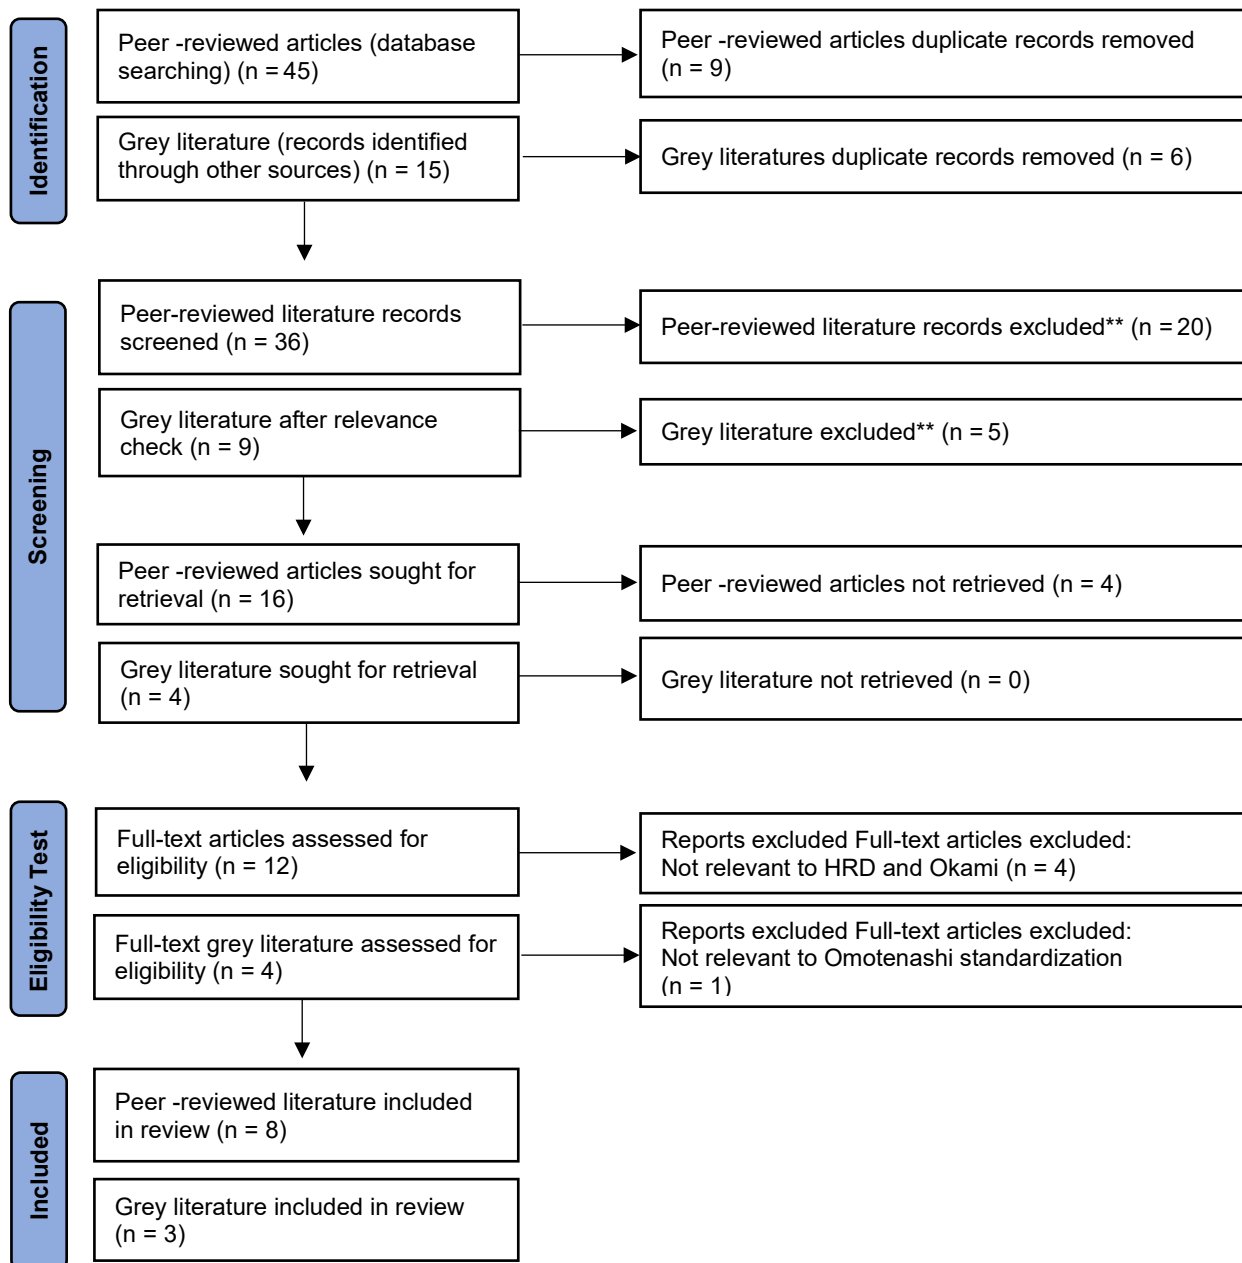 Identification
Peer -reviewed articles (database
searching) (n = 45)
Peer -reviewed articles duplicate records removed
(n = 9)
Grey literature (records identified
through other sources) (n = 15)
Grey literatures duplicate records removed (n = 6)
Screening
Peer-reviewed literature records
screened (n = 36)
Peer-reviewed literature records excluded** (n = 20)
Grey literature after relevance
check (n = 9)
Grey literature excluded** (n = 5)
Peer -reviewed articles sought for
retrieval (n = 16)
Peer -reviewed articles not retrieved (n = 4)
Grey literature sought for retrieval
(n = 4)
Grey literature not retrieved (n = 0)
Eligibility Test
Full-text articles assessed for
eligibility (n = 12)
Reports excluded Full-text articles excluded:
Not relevant to HRD and Okami (n = 4)
Full-text grey literature assessed for
eligibility (n = 4)
Reports excluded Full-text articles excluded:
Not relevant to Omotenashi standardization
(n = 1)
Included
Peer -reviewed literature included
in review (n = 8)
Grey literature included in review
(n = 3)